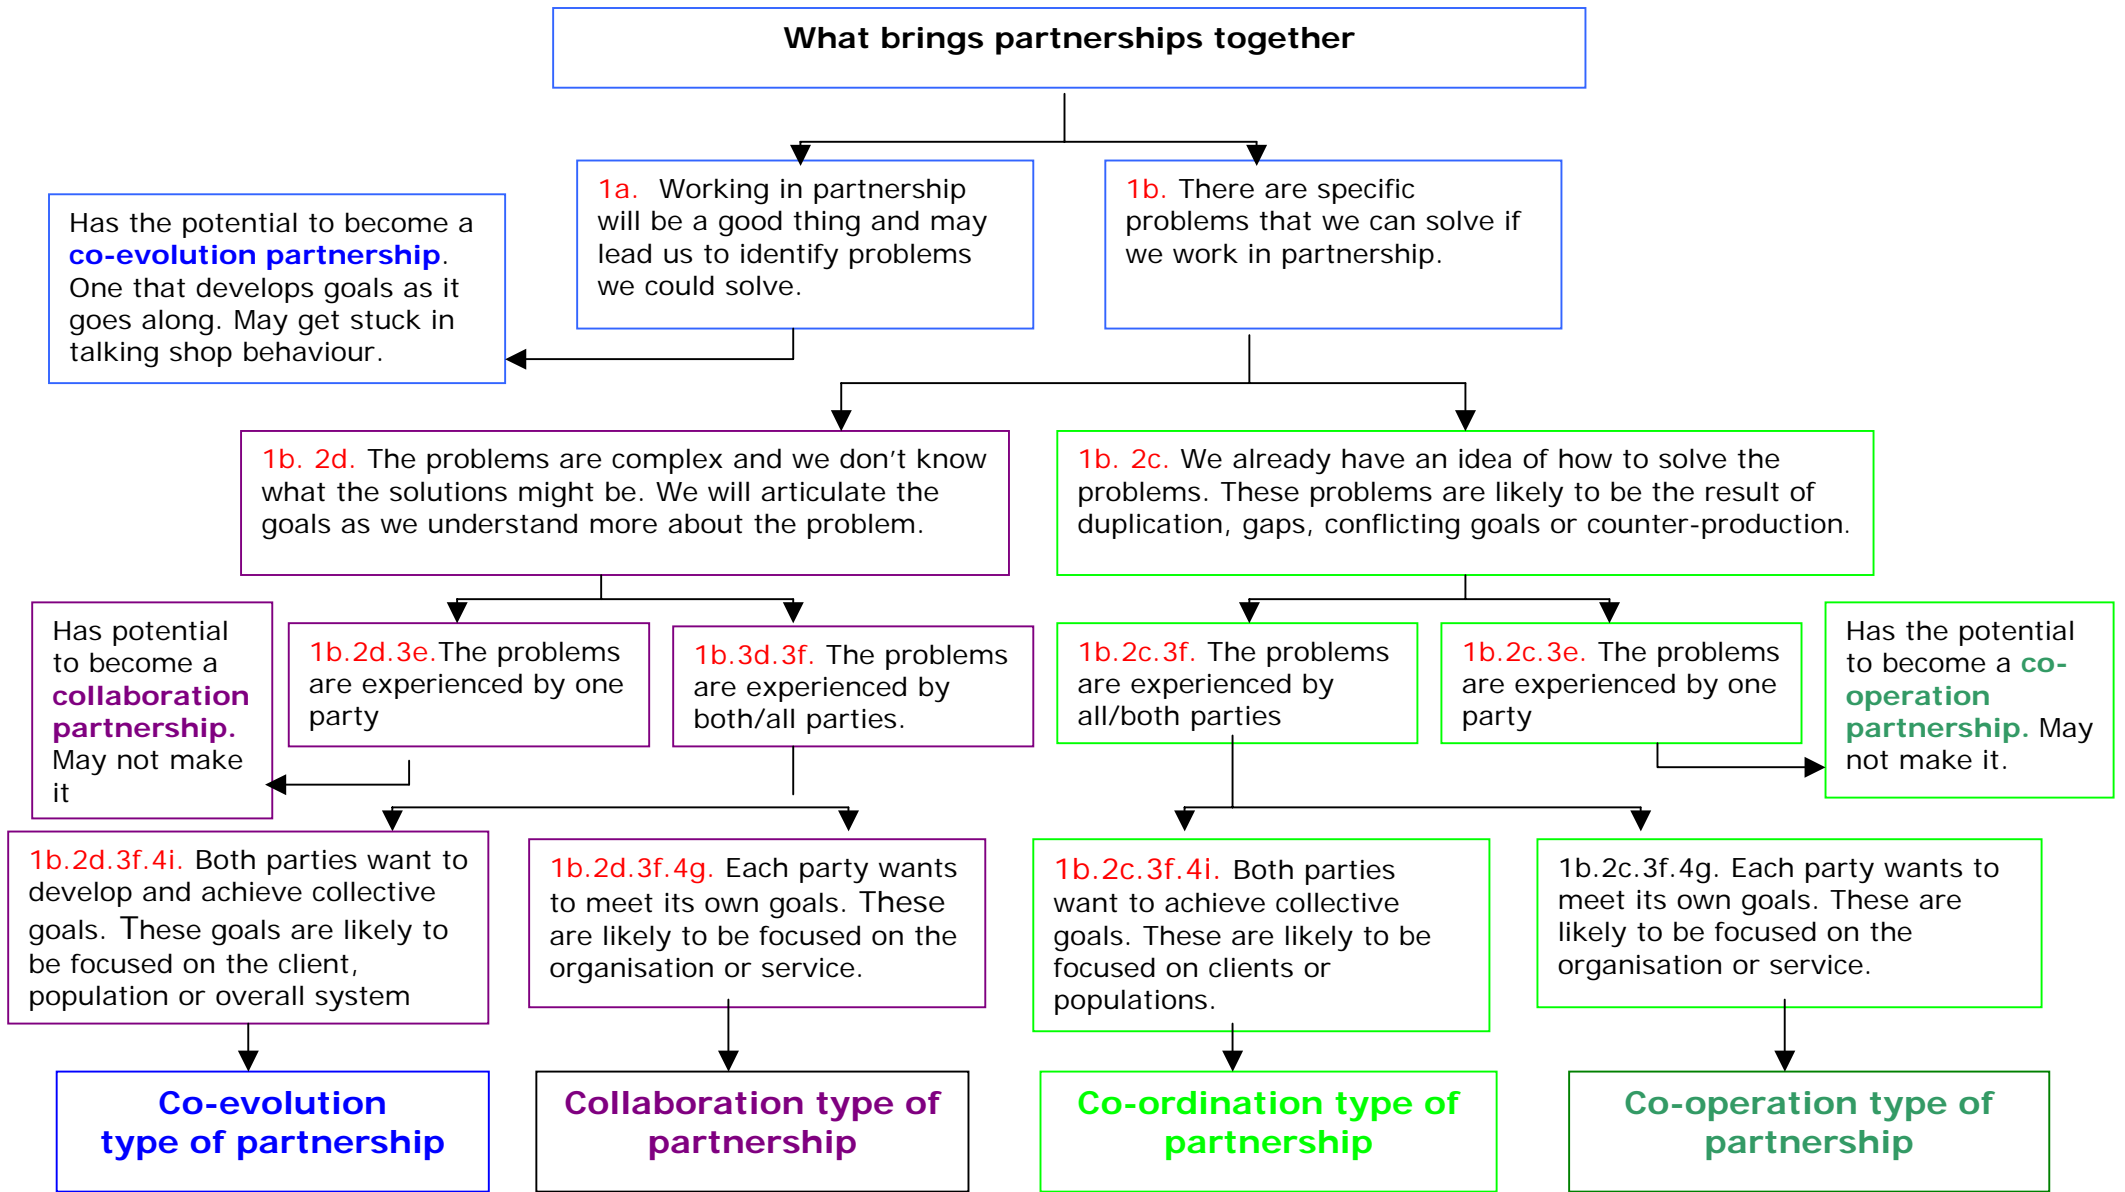 What brings partnerships together
Has the potential to become a
co-evolution partnership.
One that develops goals as it
goes along. May get stuck in
talking shop behaviour.
1a. Working in partnership
will be a good thing and may
lead us to identify problems
we could solve.
1b. There are specific
problems that we can solve if
we work in partnership.
1b. 2d. The problems are complex and we don't know
what the solutions might be. We will articulate the
goals as we understand more about the problem.
1b. 2c. We already have an idea of how to solve the
problems. These problems are likely to be the result of
duplication, gaps, conflicting goals or counter-production.
Has potential
to become a
collaboration
partnership.
May not make
it
1b.2d.3e.The problems
are experienced by one
party
1b.3d.3f. The problems
are experienced by
both/all parties.
1b.2c.3f. The problems
are experienced by
all/both parties
1b.2c.3e. The problems
are experienced by one
party
Has the potential
to become a co-
operation
partnership. May
not make it.
1b.2d.3f.4i. Both parties want to
develop and achieve collective
goals. These goals are likely to
be focused on the client,
population or overall system
1b.2d.3f.4g. Each party wants
to meet its own goals. These
are likely to be focused on the
organisation or service.
1b.2c.3f.4i. Both parties
want to achieve collective
goals. These are likely to be
focused on clients or
populations.
1b.2c.3f.4g. Each party wants to
meet its own goals. These are
likely to be focused on the
organisation or service.
Co-evolution
type of partnership
Collaboration type of
partnership
Co-ordination type of
partnership
Co-operation type of
partnership